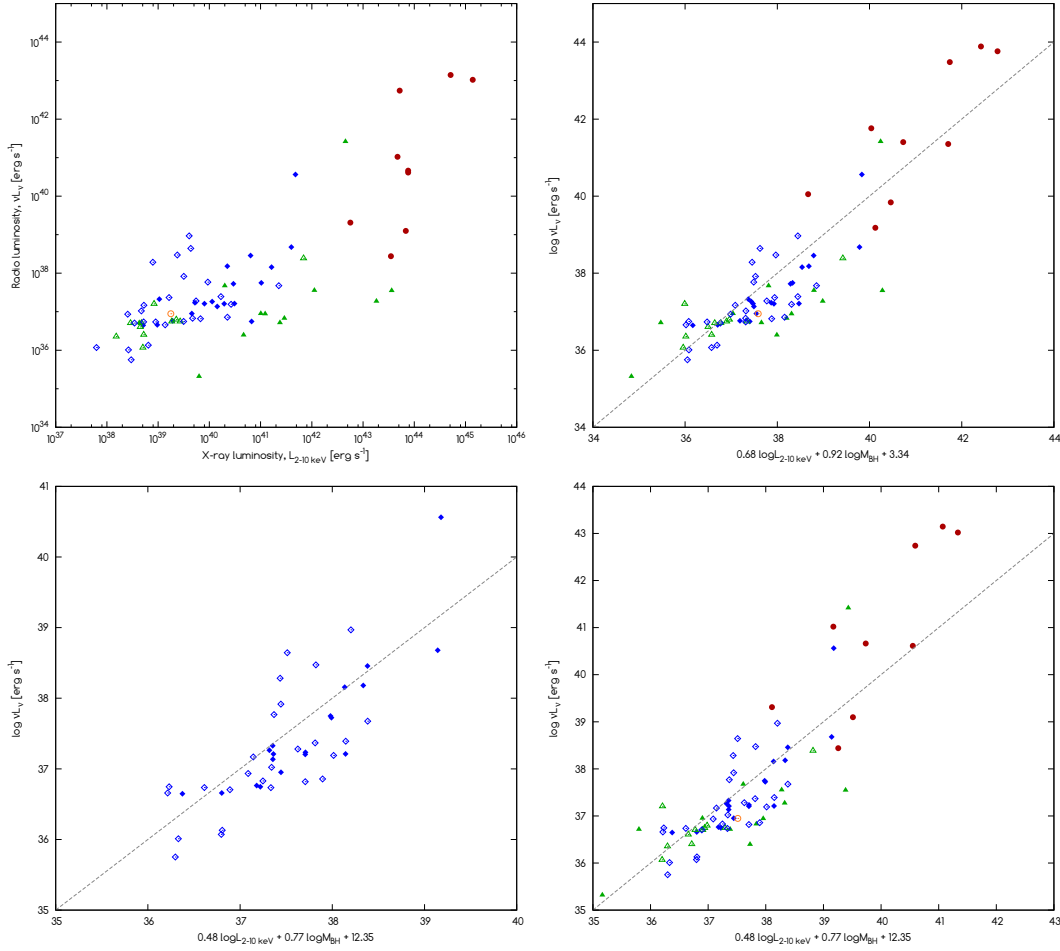 10^44
10^42
10^40
10^38
10^36
10^34
Radio luminosity, νL_ν [erg s^-1]
10^37 10^38 10^39 10^40 10^41 10^42 10^43 10^44 10^45 10^46
X-ray luminosity, L_2-10 keV [erg s^-1]
44
42
40
38
36
34
log νL_ν [erg s^-1]
34 36 38 40 42 44
0.68 logL_2-10 keV + 0.92 logM_BH + 3.34
41
40
39
38
37
36
35
log νL_ν [erg s^-1]
35 36 37 38 39 40
0.48 logL_2-10 keV + 0.77 logM_BH + 12.35
44
43
42
41
40
39
38
37
36
35
log νL_ν [erg s^-1]
35 36 37 38 39 40 41 42 43
0.48 logL_2-10 keV + 0.77 logM_BH + 12.35